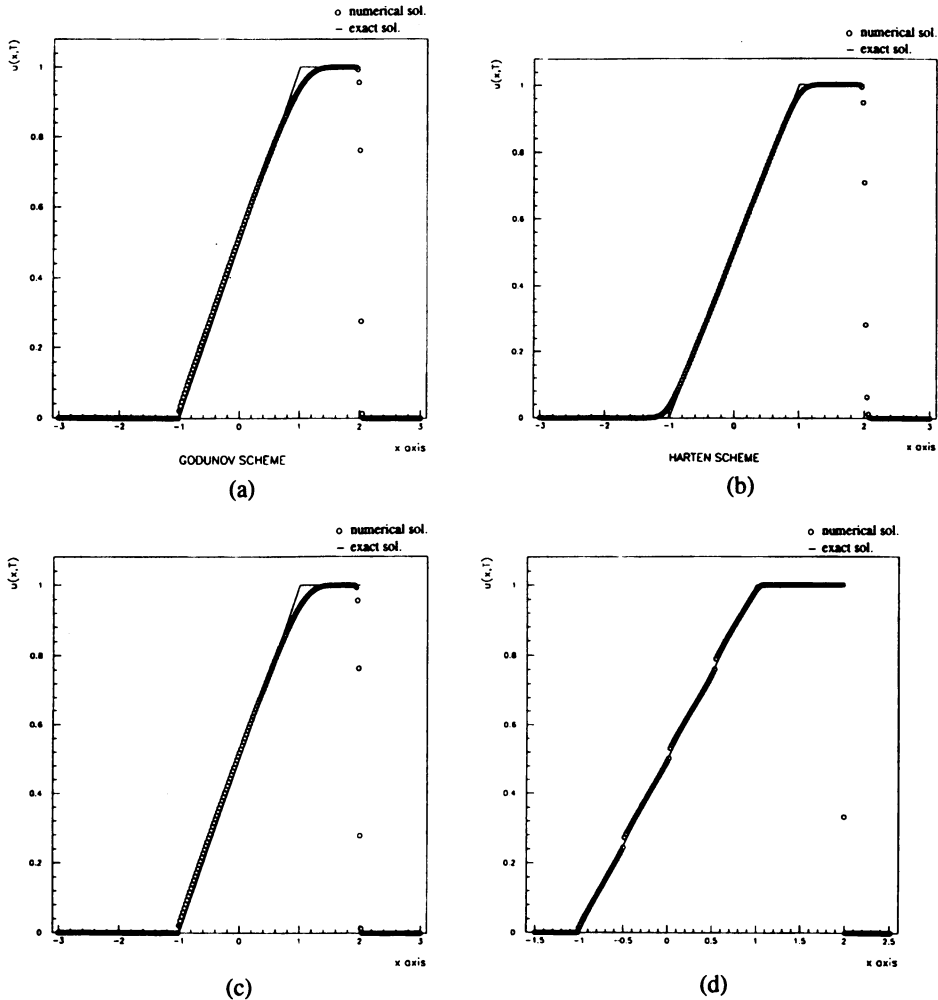 o numerical sol.
— exact sol.
u(x,T)
1
0.8
0.6
0.4
0.2
0
−3
−2
−1
0
1
2
3
x axis
GODUNOV SCHEME
(a)
o numerical sol.
— exact sol.
u(x,T)
1
0.8
0.6
0.4
0.2
0
−3
−2
−1
0
1
2
3
x axis
HARTEN SCHEME
(b)
o numerical sol.
— exact sol.
u(x,T)
1
0.8
0.6
0.4
0.2
0
−3
−2
−1
0
1
2
3
x axis
(c)
o numerical sol.
— exact sol.
u(x,T)
1
0.8
0.6
0.4
0.2
0
−1.5
−1
−0.5
0
0.5
1
1.5
2
2.5
x axis
(d)